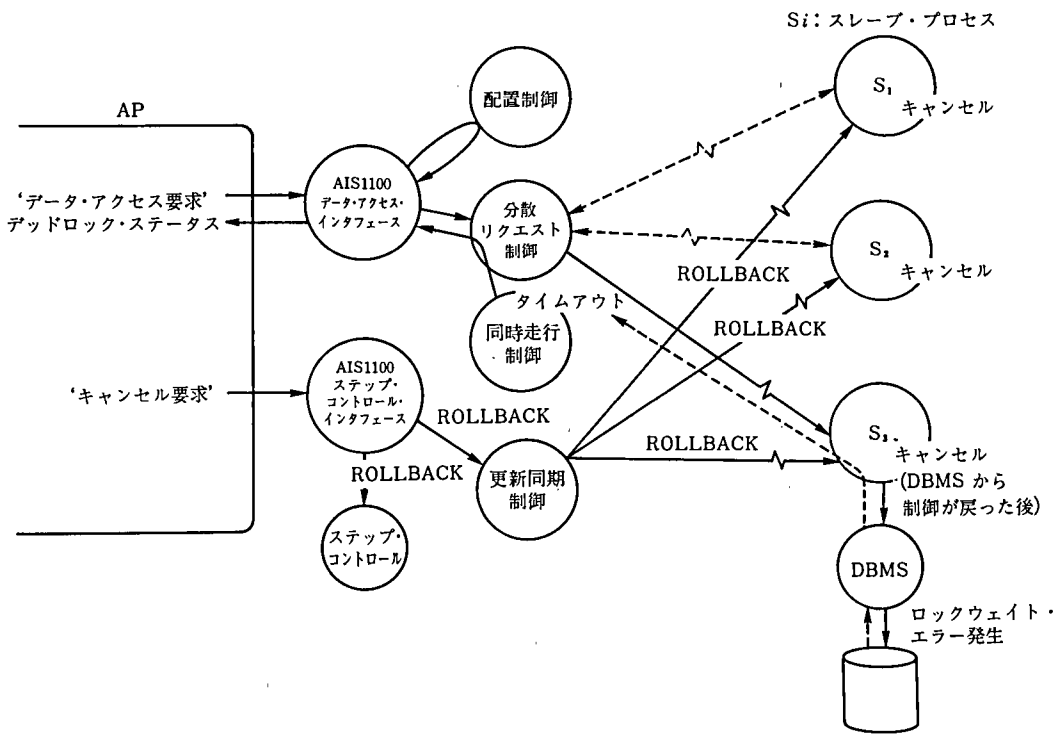 Si：スレーブ・プロセス
AP
配置制御
S₁
キャンセル
AIS1100
データ・アクセス・
インタフェース
‘データ・アクセス要求’
デッドロック・ステータス
分散
リクエスト
制御
S₂
キャンセル
ROLLBACK
タイムアウト
ROLLBACK
同時走行
制御
AIS1100
ステップ・
コントロール・
インタフェース
‘キャンセル要求’
ROLLBACK
ROLLBACK
S₃
キャンセル
(DBMS から
制御が戻った後)
ROLLBACK
更新同期
制御
ステップ・
コントロール
DBMS
ロックウェイト・
エラー発生